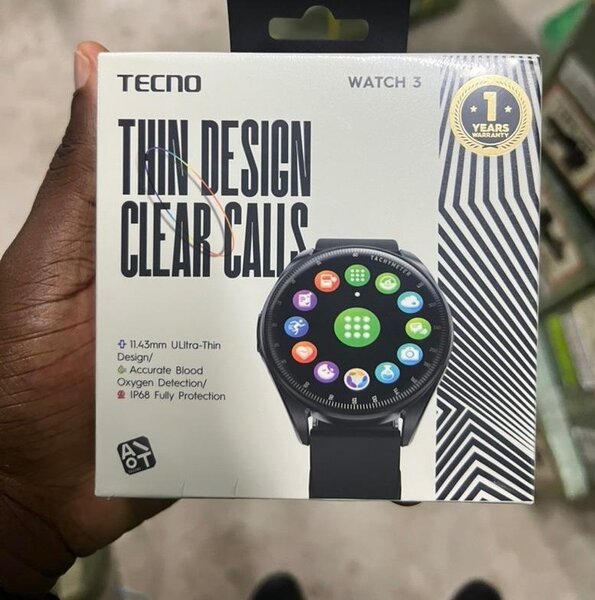 TECNO
WATCH 3
1
YEARS
WARRANTY
THIN DESIGN
CLEAR CALLS
TACHYMETER
11.43mm ULltra-Thin
Design/
Accurate Blood
Oxygen Detection/
IP68 Fully Protection
AIOT